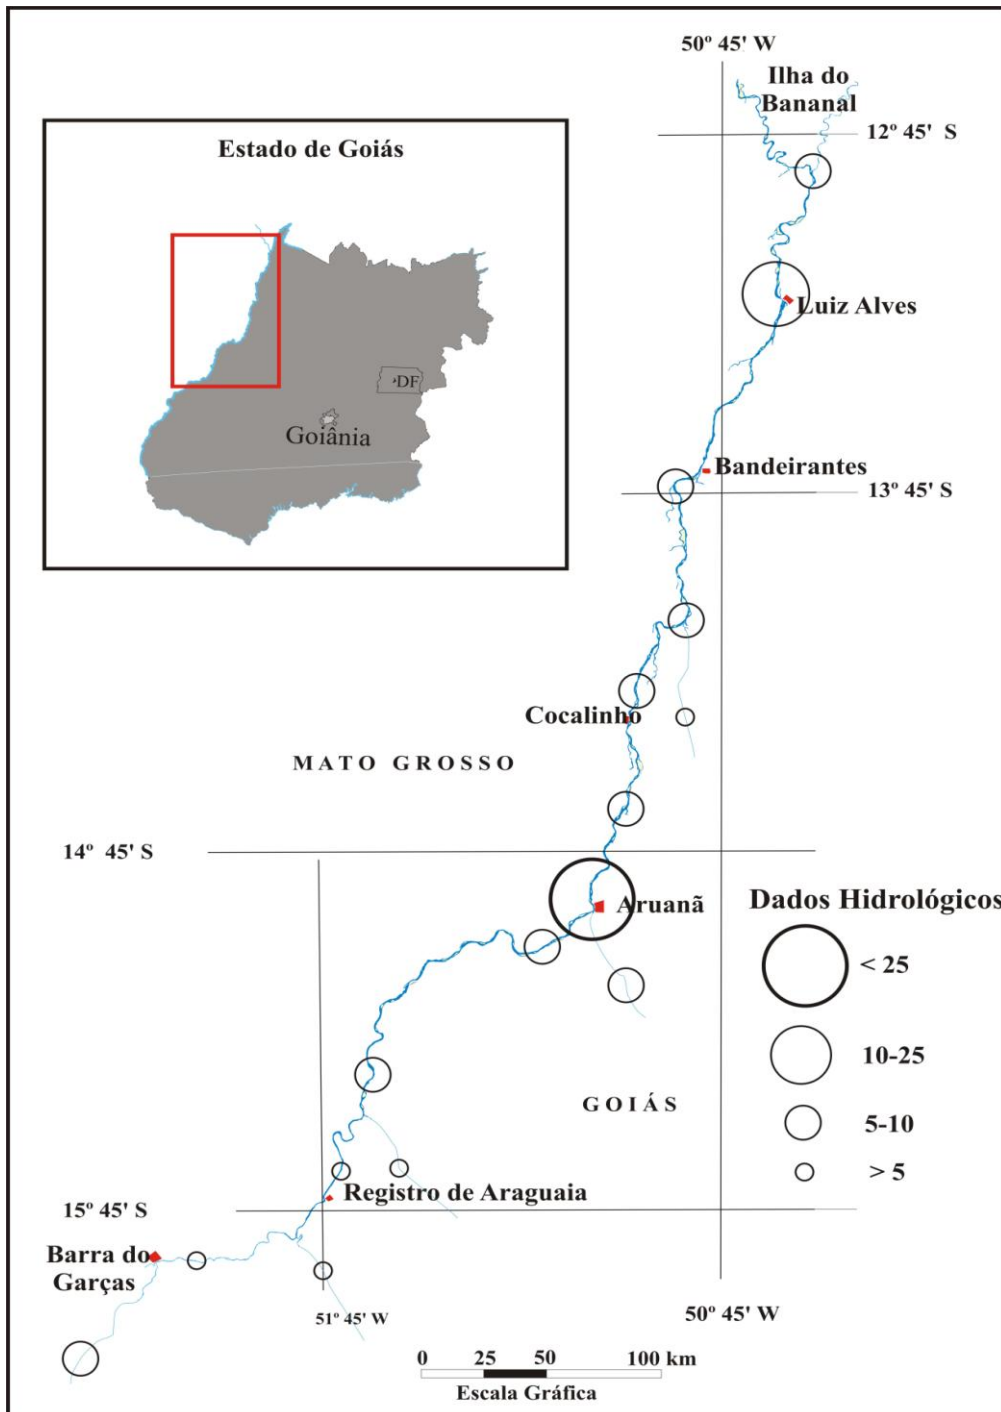 50º 45' W
Ilha do
Bananal
12º 45'  S
Estado de Goiás
DF
Goiânia
Luiz Alves
Bandeirantes
13º 45' S
Cocalinho
MATO GROSSO
14º  45' S
Aruanã
Dados Hidrológicos
< 25
10-25
5-10
> 5
GOIÁS
Registro de Araguaia
15º 45' S
Barra do
Garças
51º 45' W
50º 45' W
0 25 50 100 km
Escala Gráfica